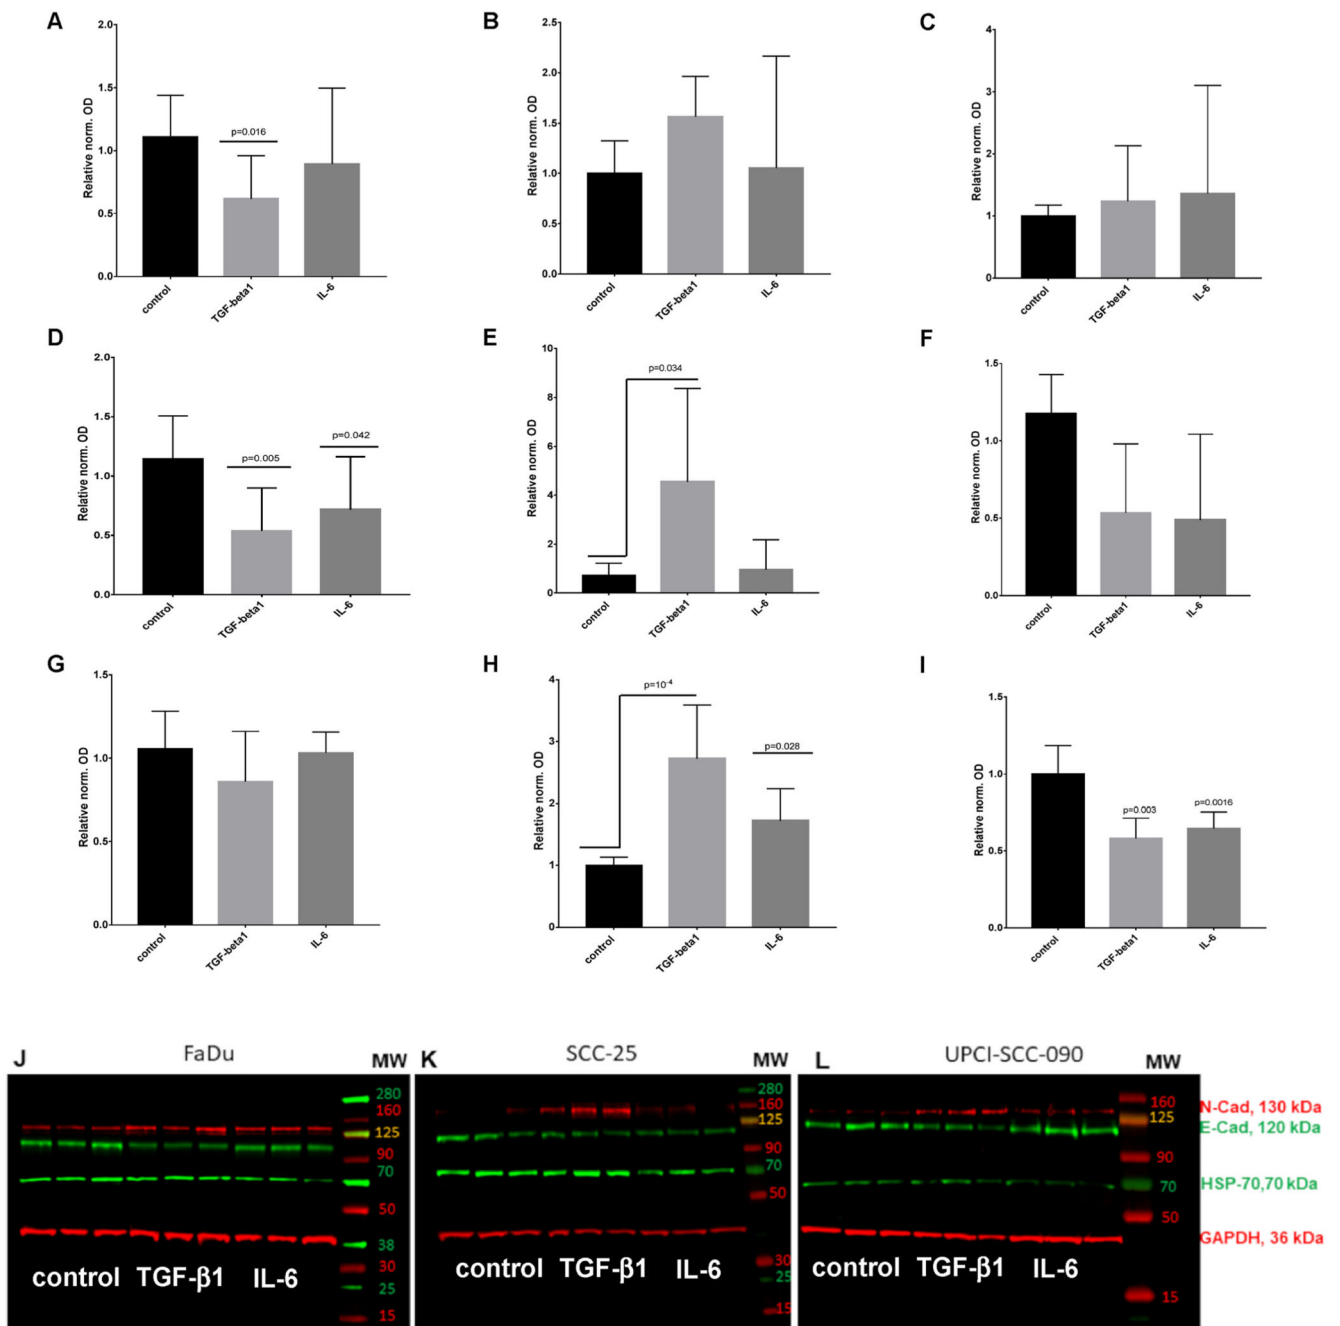 A
Relative norm. OD
2.0
1.5
1.0
0.5
0.0
p=0.016
control
TGF-beta1
IL-6
B
Relative norm. OD
2.5
2.0
1.5
1.0
0.5
0.0
control
TGF-beta1
IL-6
C
Relative norm. OD
4
3
2
1
0
control
TGF-beta1
IL-6
D
Relative norm. OD
2.0
1.5
1.0
0.5
0.0
p=0.005
p=0.042
control
TGF-beta1
IL-6
E
Relative norm. OD
10
8
6
4
2
0
p=0.034
control
TGF-beta1
IL-6
F
Relative norm. OD
1.5
1.0
0.5
0.0
control
TGF-beta1
IL-6
G
Relative norm. OD
1.5
1.0
0.5
0.0
control
TGF-beta1
IL-6
H
Relative norm. OD
4
3
2
1
0
p=10⁻⁴
p=0.028
control
TGF-beta1
IL-6
I
Relative norm. OD
1.5
1.0
0.5
0.0
p=0.003
p=0.0016
control
TGF-beta1
IL-6
J
FaDu
MW
280
160
125
90
70
50
38
30
25
15
control TGF-β1 IL-6
K
SCC-25
MW
280
160
125
90
70
50
30
25
15
control TGF-β1 IL-6
L
UPCI-SCC-090
MW
160
125
90
70
50
15
control TGF-β1 IL-6
N-Cad, 130 kDa
E-Cad, 120 kDa
HSP-70,70 kDa
GAPDH, 36 kDa